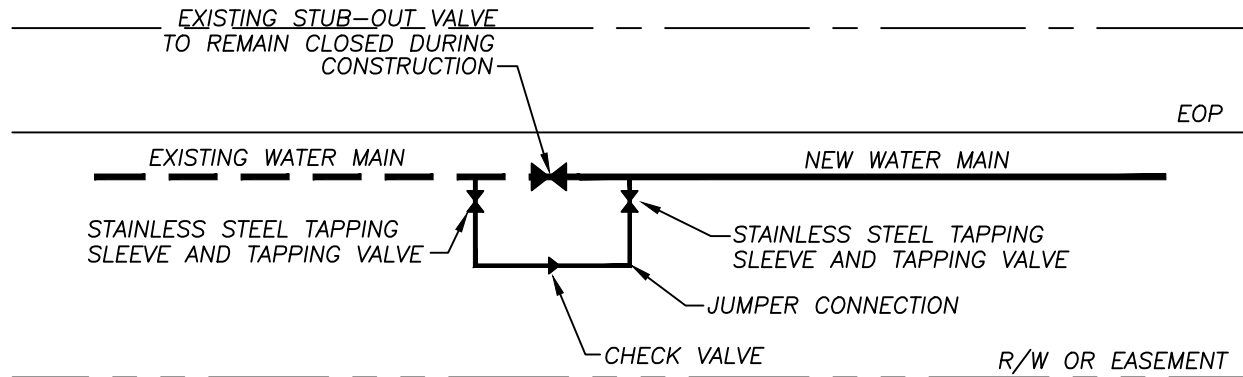 EXISTING STUB-OUT VALVE
TO REMAIN CLOSED DURING
CONSTRUCTION
EOP
EXISTING WATER MAIN
NEW WATER MAIN
STAINLESS STEEL TAPPING
SLEEVE AND TAPPING VALVE
STAINLESS STEEL TAPPING
SLEEVE AND TAPPING VALVE
JUMPER CONNECTION
CHECK VALVE
R/W OR EASEMENT